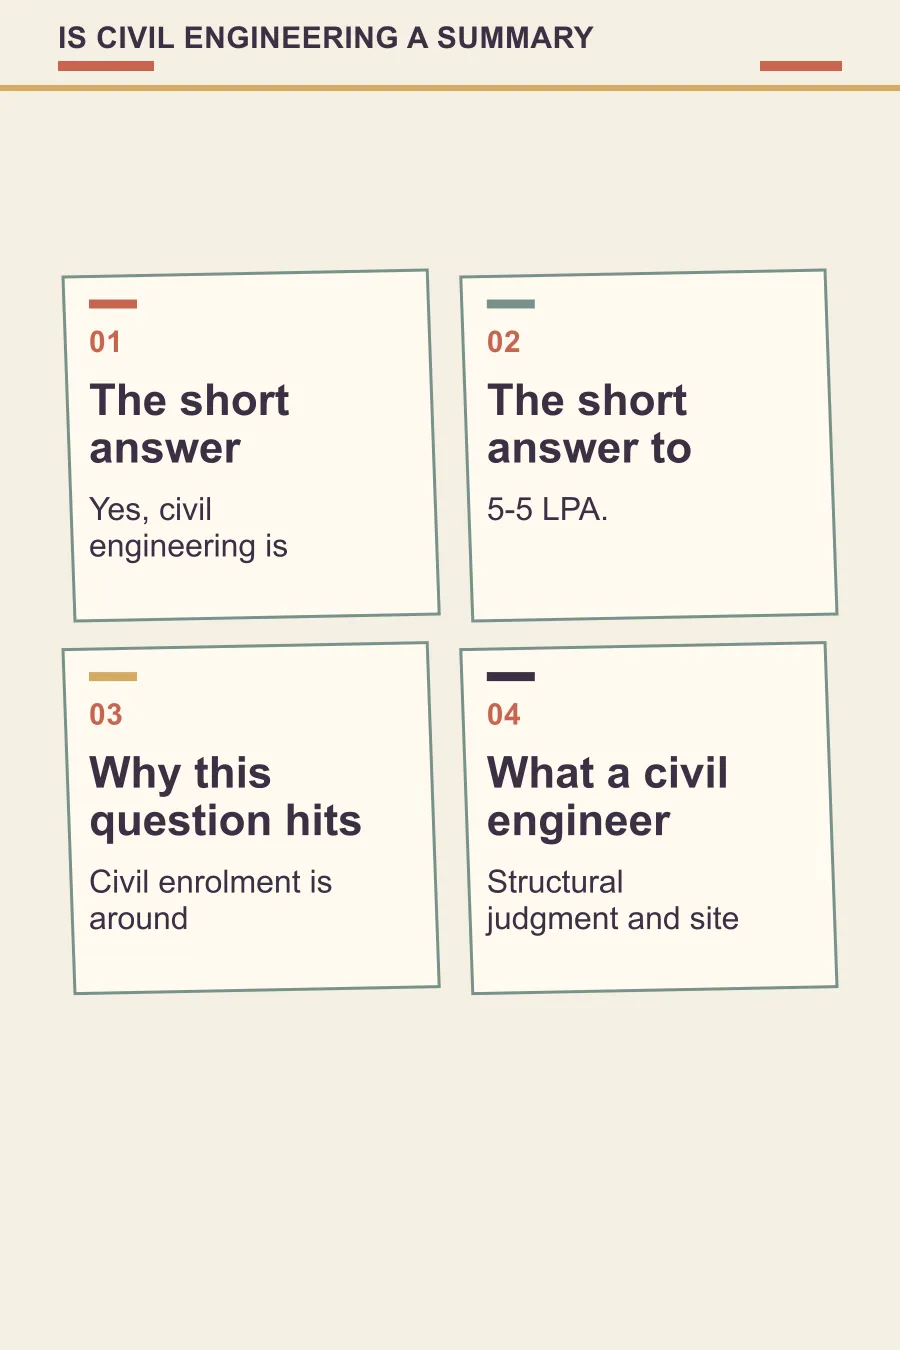 IS CIVIL ENGINEERING A SUMMARY
01
The short
answer
Yes, civil
engineering is
02
The short
answer to
5-5 LPA.
03
Why this
question hits
Civil enrolment is
around
04
What a civil
engineer
Structural
judgment and site